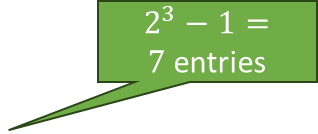 2³ − 1 =
7 entries